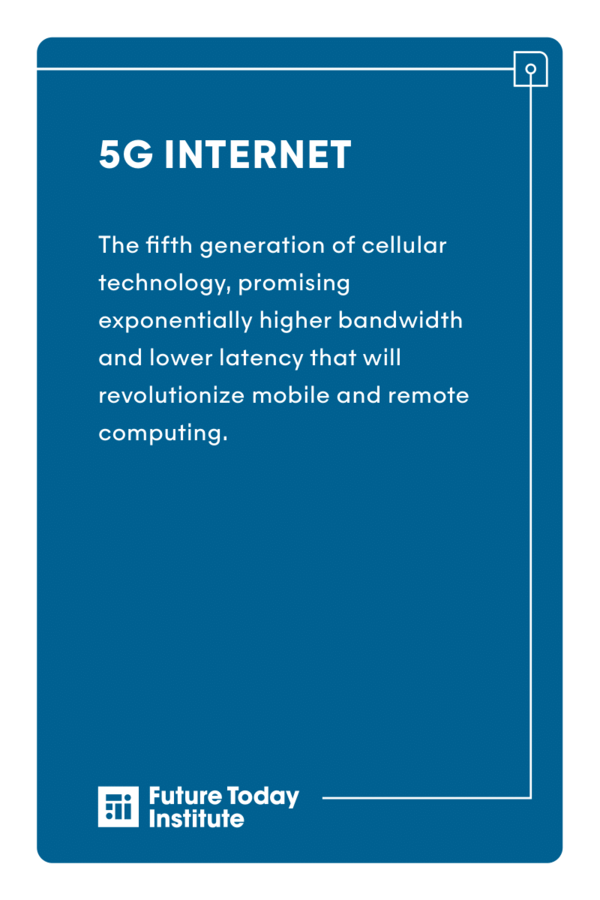 5G INTERNET
The fifth generation of cellular
technology, promising
exponentially higher bandwidth
and lower latency that will
revolutionize mobile and remote
computing.
Future Today
Institute